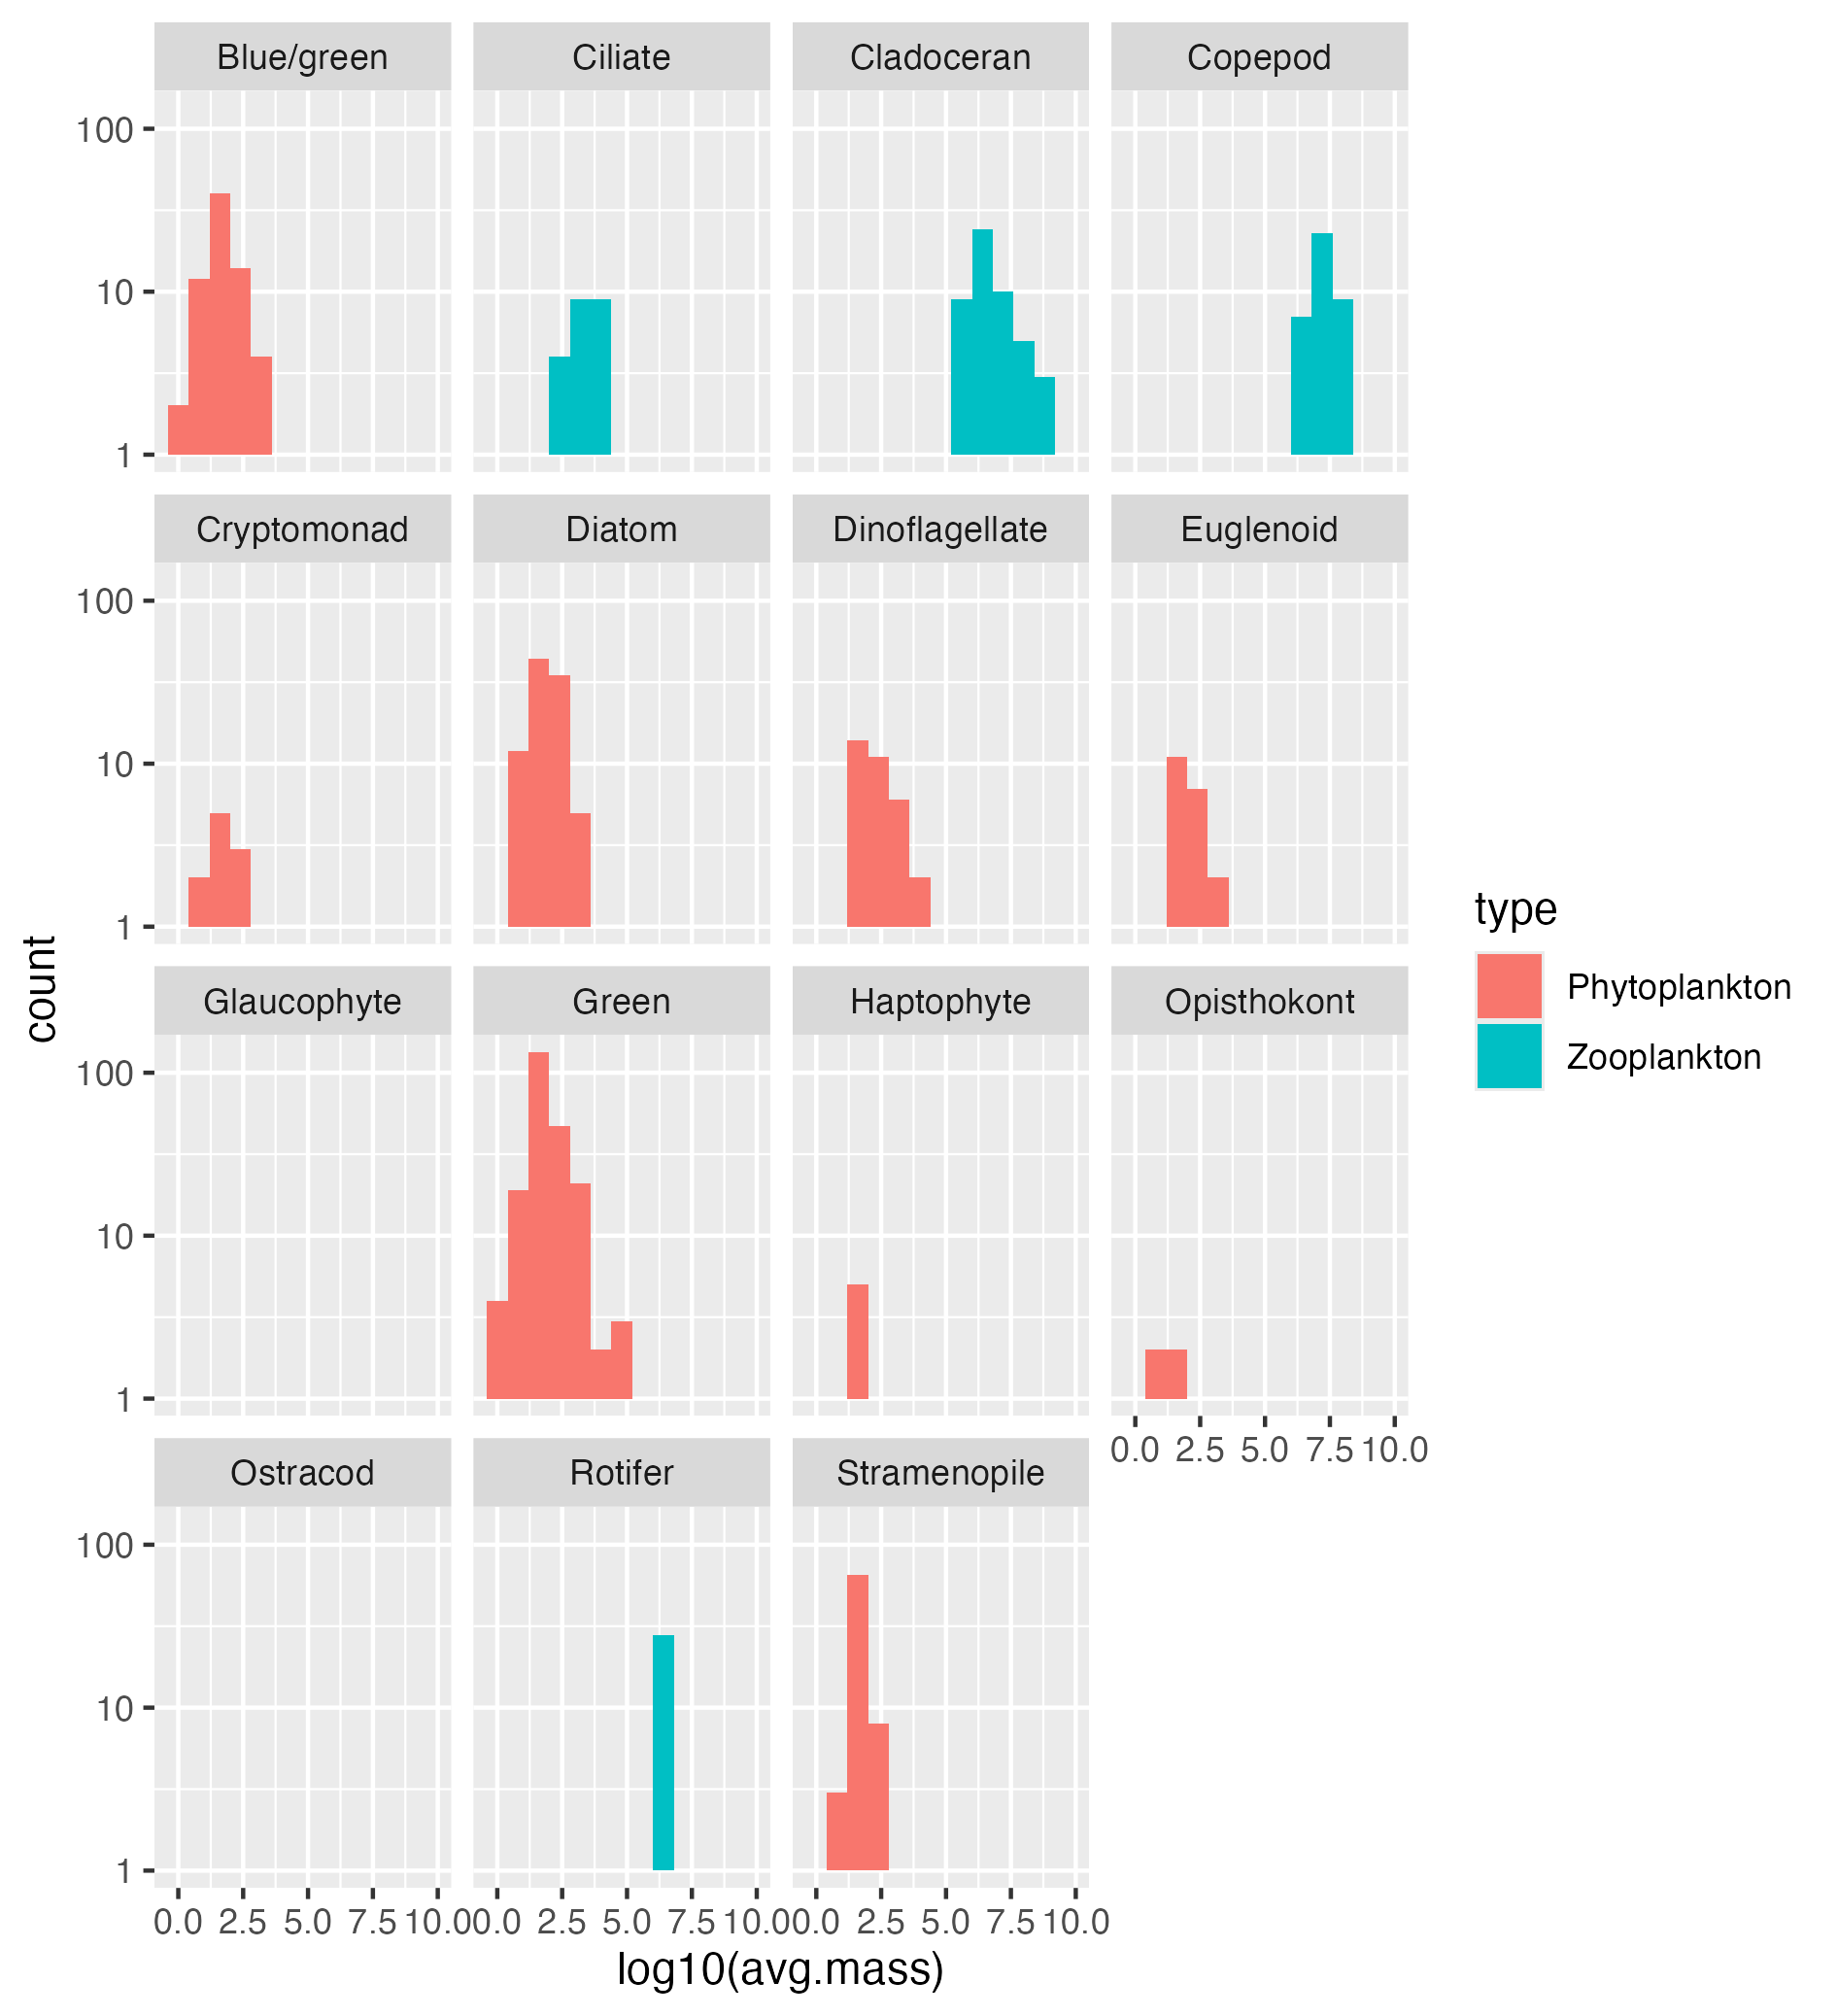 Blue/green Ciliate Cladoceran Copepod
100
10
1
Cryptomonad Diatom Dinoflagellate Euglenoid
100
10
1
Glaucophyte Green Haptophyte Opisthokont
100
10
1
0.0 2.5 5.0 7.5 10.0
Ostracod Rotifer Stramenopile
100
10
1
0.0 2.5 5.0 7.5 10.0 0.0 2.5 5.0 7.5 10.0 0.0 2.5 5.0 7.5 10.0
log10(avg.mass)
count
type
Phytoplankton
Zooplankton